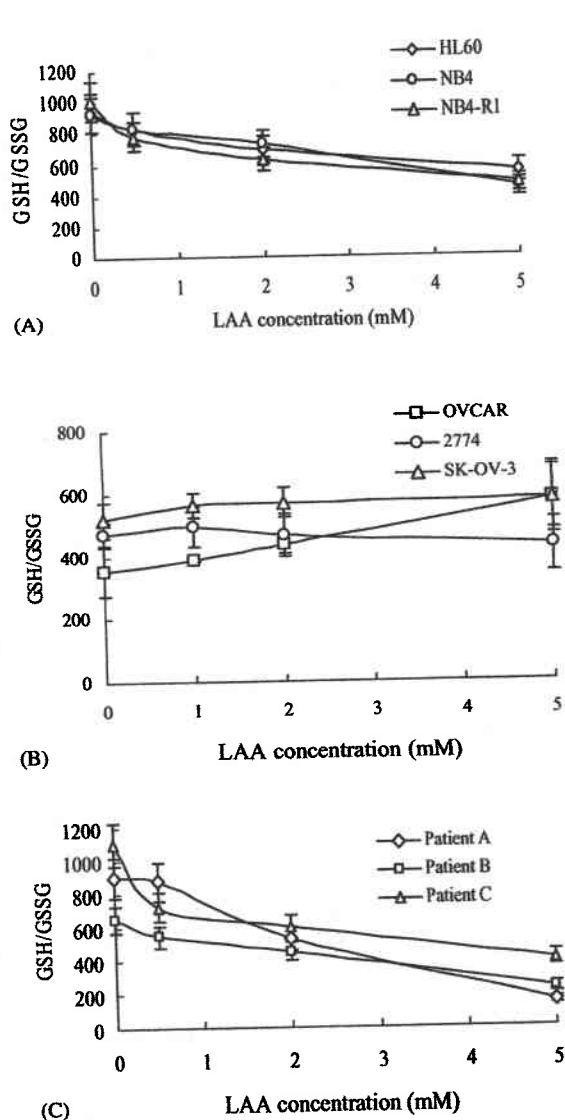 HL60
NB4
NB4-R1
1200
1000
800
600
400
200
0
GSH/GSSG
0 1 2 3 4 5
LAA concentration (mM)
(A)
OVCAR
2774
SK-OV-3
800
600
400
200
0
GSH/GSSG
0 1 2 3 4 5
LAA concentration (mM)
(B)
Patient A
Patient B
Patient C
1200
1000
800
600
400
200
0
GSH/GSSG
0 1 2 3 4 5
LAA concentration (mM)
(C)